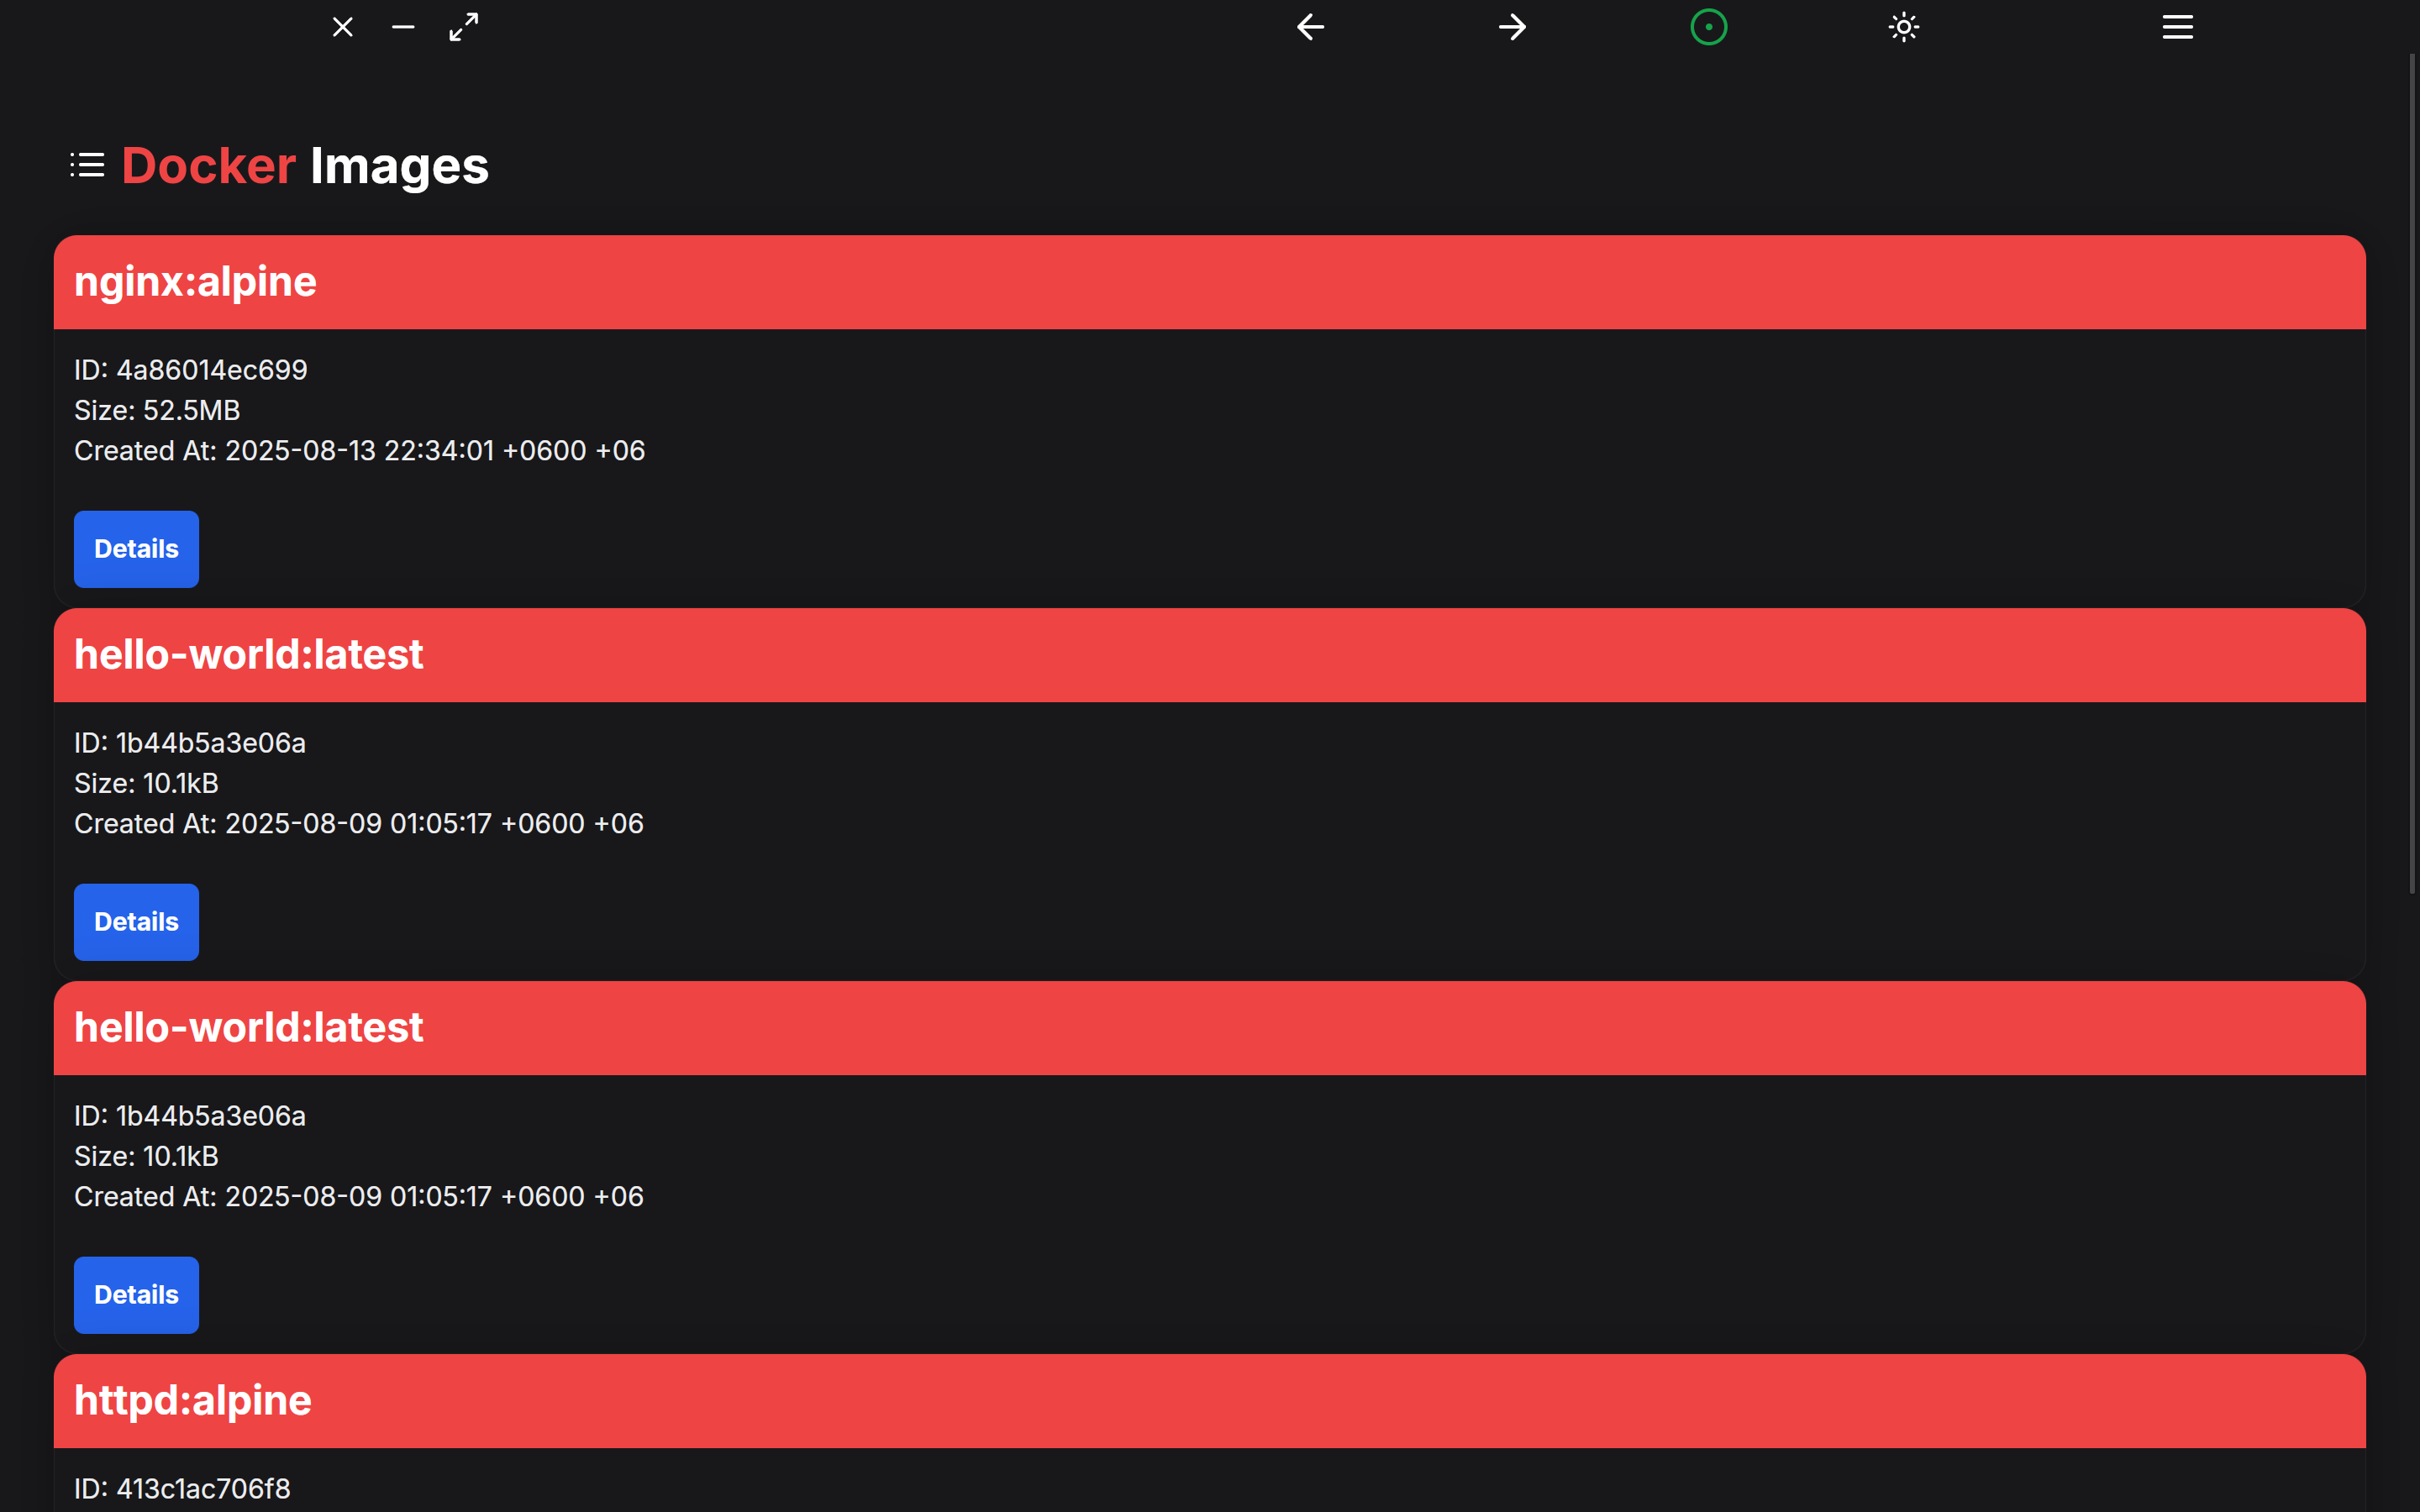 Docker Images
nginx:alpine
ID: 4a86014ec699
Size: 52.5MB
Created At: 2025-08-13 22:34:01 +0600 +06
Details
hello-world:latest
ID: 1b44b5a3e06a
Size: 10.1kB
Created At: 2025-08-09 01:05:17 +0600 +06
Details
hello-world:latest
ID: 1b44b5a3e06a
Size: 10.1kB
Created At: 2025-08-09 01:05:17 +0600 +06
Details
httpd:alpine
ID: 413c1ac706f8